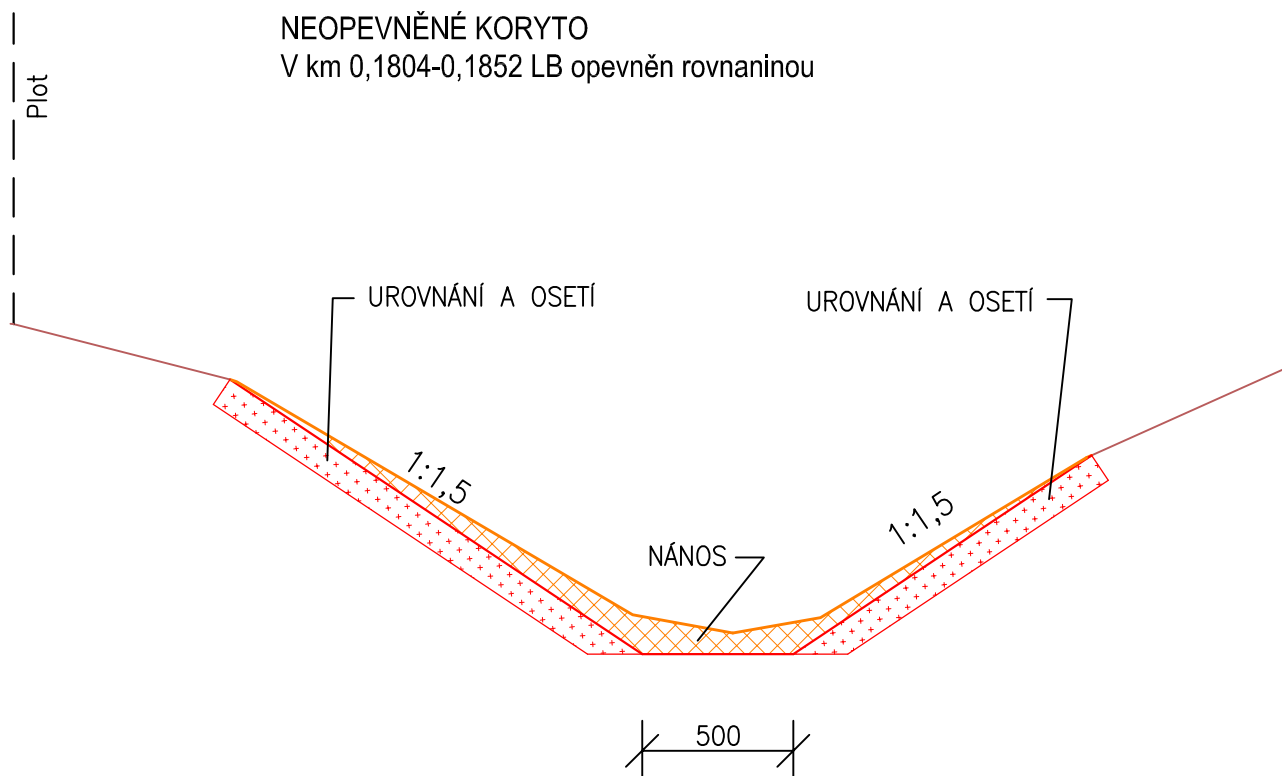 NEOPEVNĚNÉ KORYTO
V km 0,1804-0,1852 LB opevněn rovnaninou
Plot
UROVNÁNÍ A OSETÍ
UROVNÁNÍ A OSETÍ
1:1,5
1:1,5
NÁNOS
500